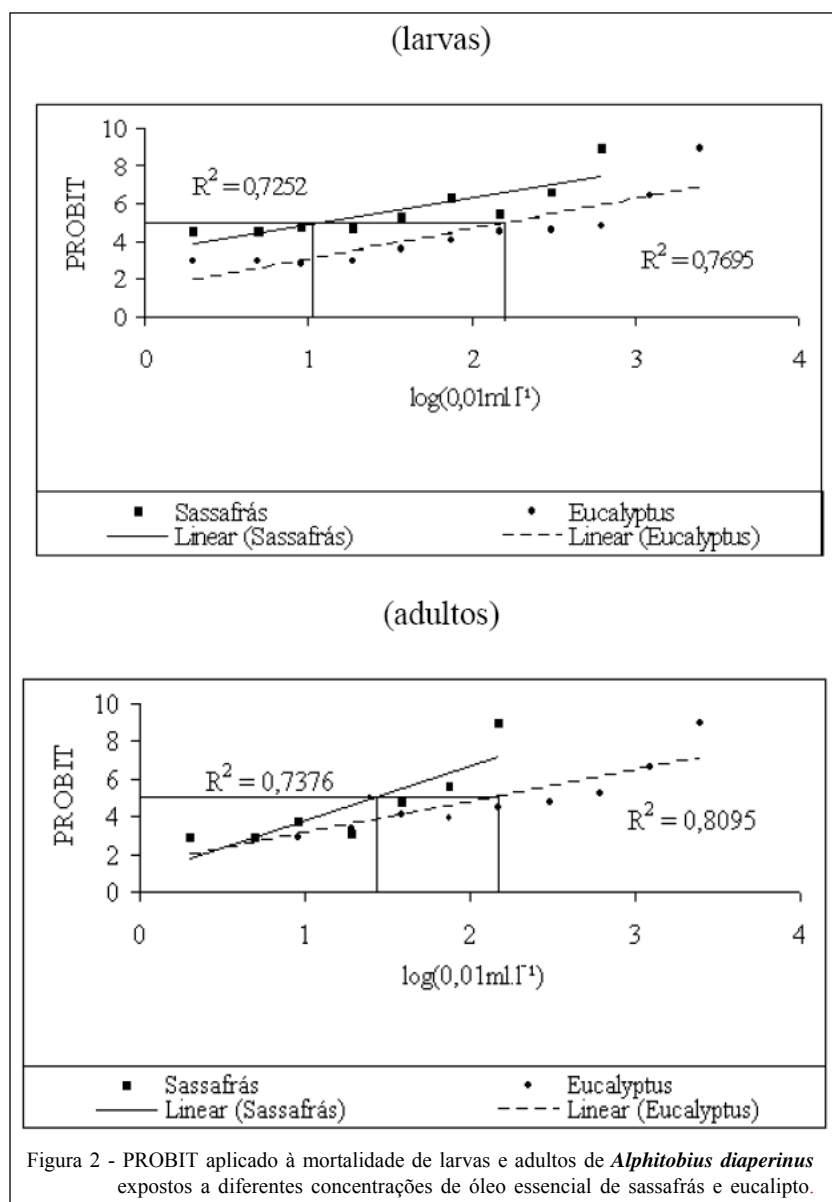 (larvas)
10
8
6
4
2
0
PROBIT
R² = 0,7252
R² = 0,7695
0 1 2 3 4
log(0,01ml.l⁻¹)
Sassafrás Eucalyptus
Linear (Sassafrás) Linear (Eucalyptus)
(adultos)
10
8
6
4
2
0
PROBIT
R² = 0,7376
R² = 0,8095
0 1 2 3 4
log(0,01ml.l⁻¹)
Sassafrás Eucalyptus
Linear (Sassafrás) Linear (Eucalyptus)
Figura 2 - PROBIT aplicado à mortalidade de larvas e adultos de Alphitobius diaperinus
expostos a diferentes concentrações de óleo essencial de sassafrás e eucalipto.